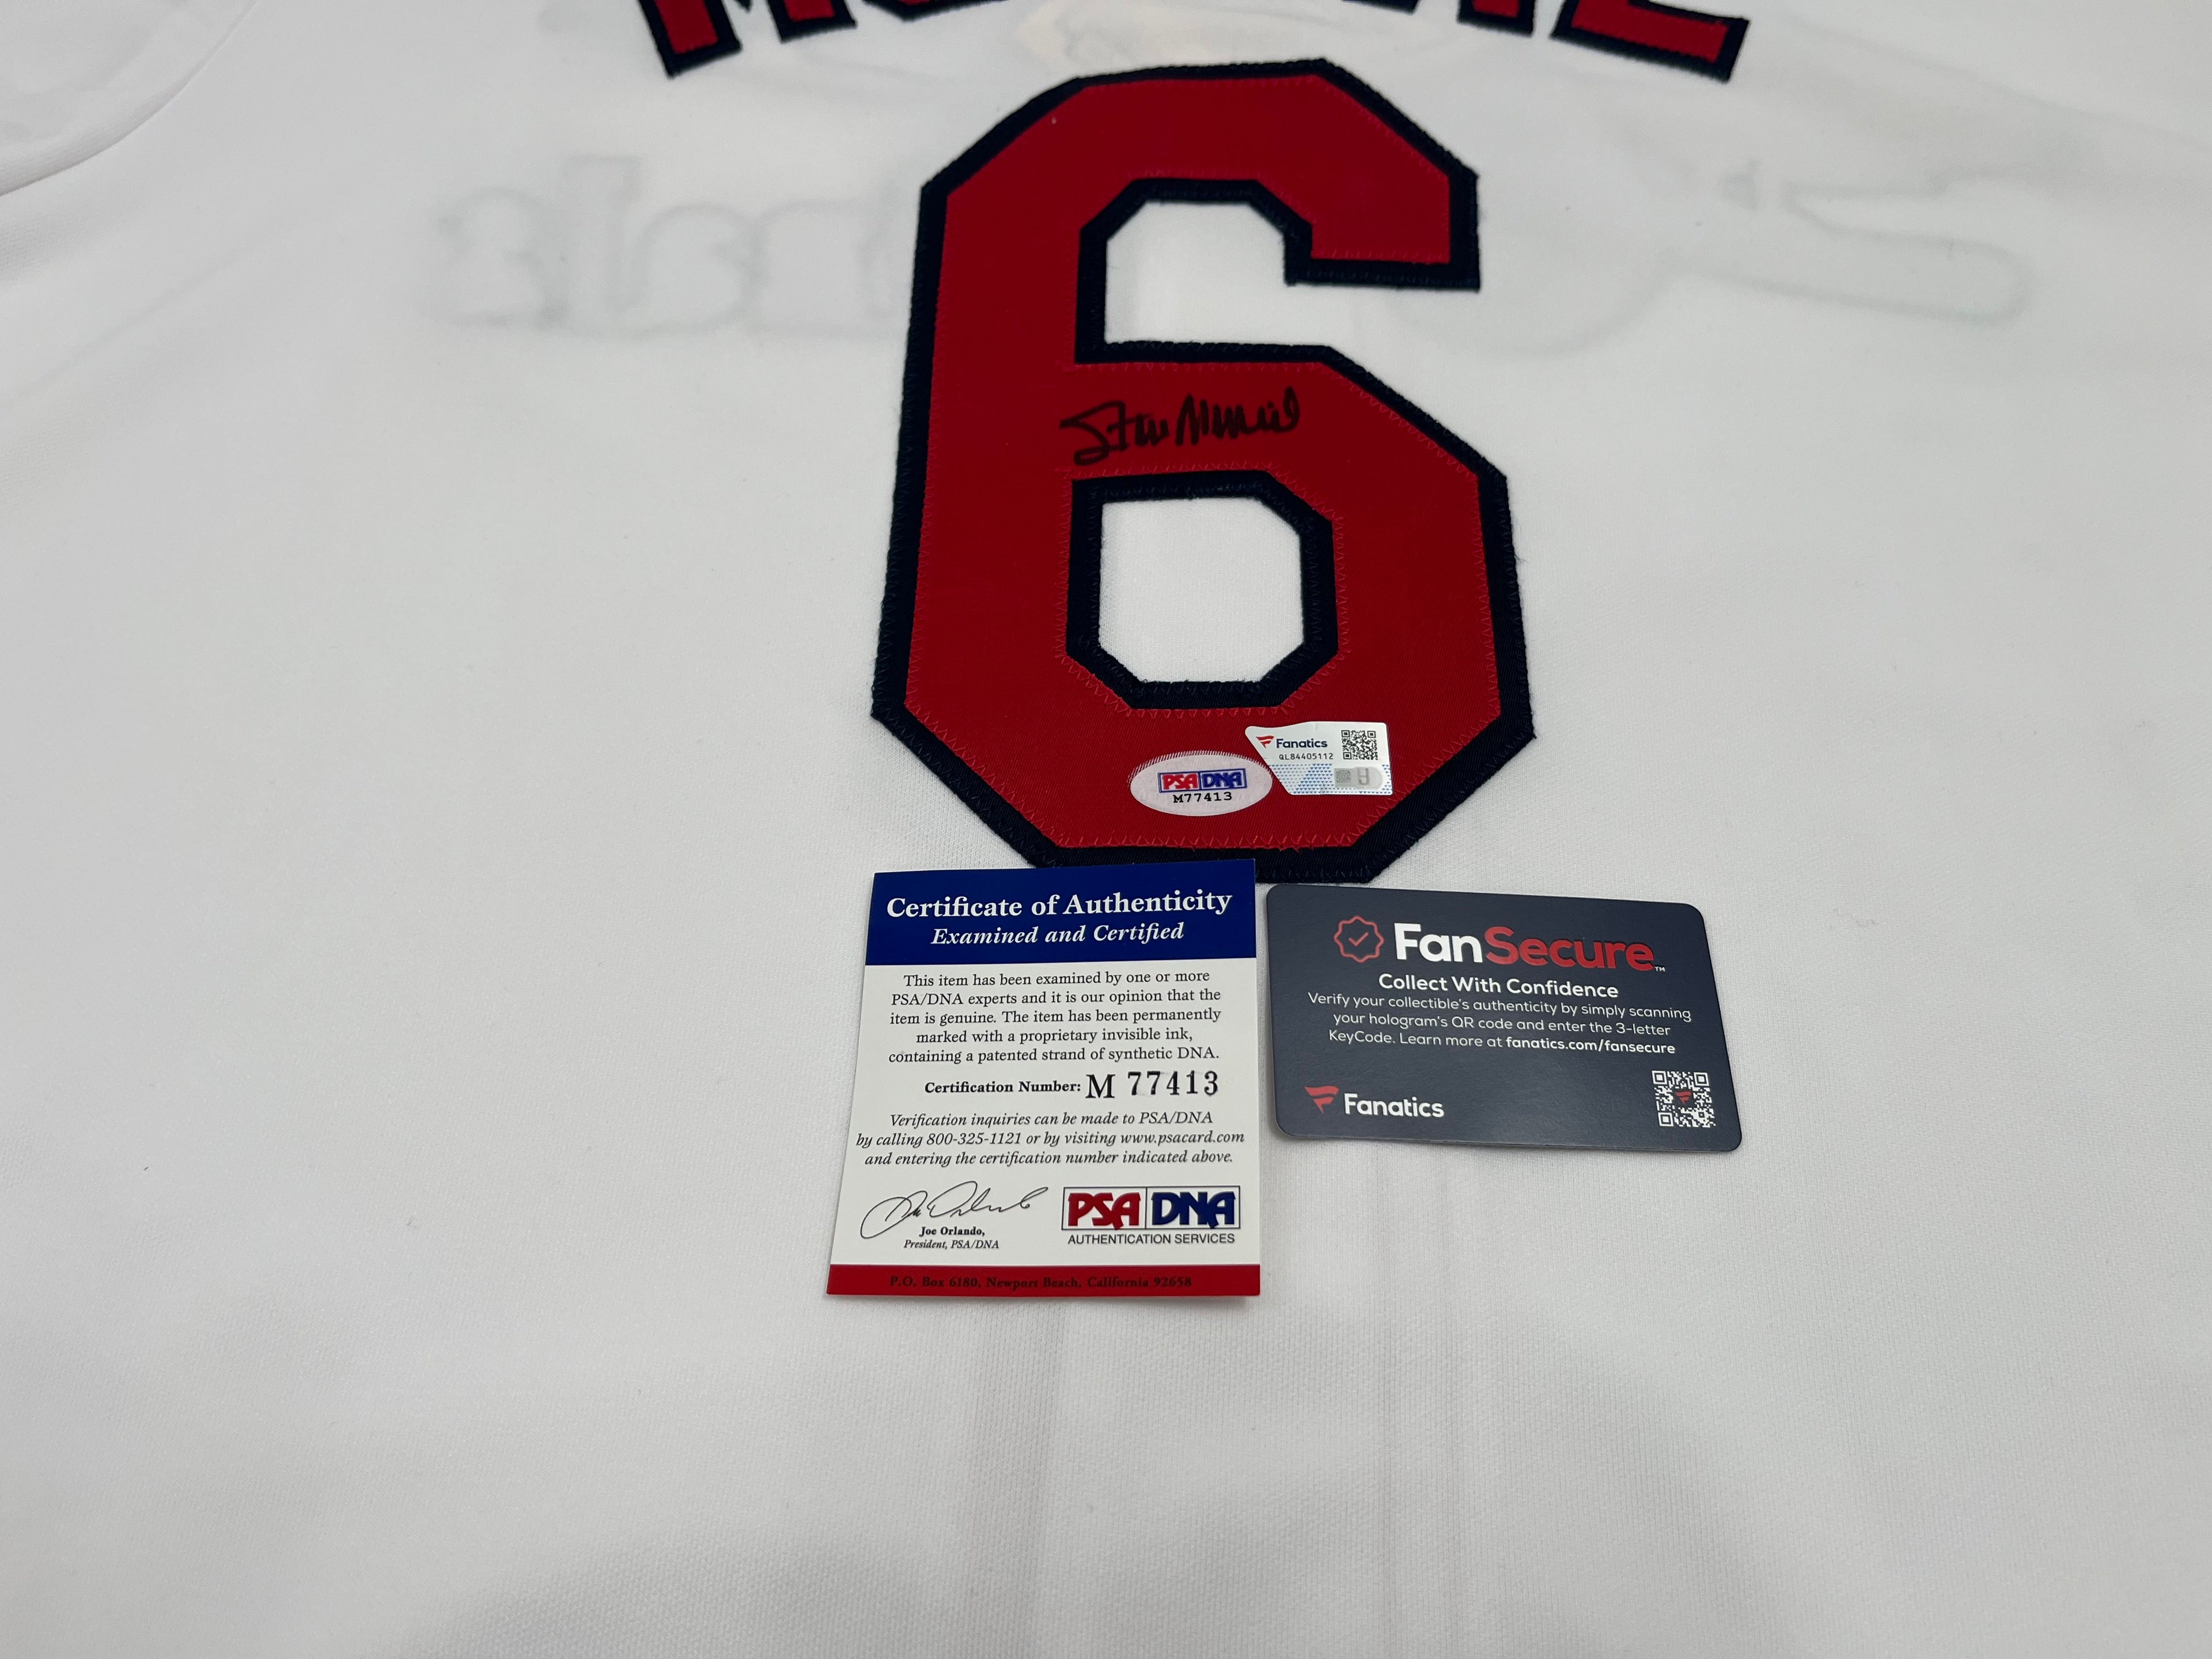 6
Stan Musial
Fanatics
QL84405112
PSA DNA
M77413
Certificate of Authenticity
Examined and Certified
This item has been examined by one or more
PSA/DNA experts and it is our opinion that the
item is genuine. The item has been permanently
marked with a proprietary invisible ink,
containing a patented strand of synthetic DNA.
Certification Number: M 77413
Verification inquiries can be made to PSA/DNA
by calling 800-325-1121 or by visiting www.psacard.com
and entering the certification number indicated above.
Joe Orlando,
President, PSA/DNA
PSA DNA
AUTHENTICATION SERVICES
P.O. Box 6180, Newport Beach, California 92658
FanSecure™
Collect With Confidence
Verify your collectible's authenticity by simply scanning
your hologram's QR code and enter the 3-letter
KeyCode. Learn more at fanatics.com/fansecure
Fanatics